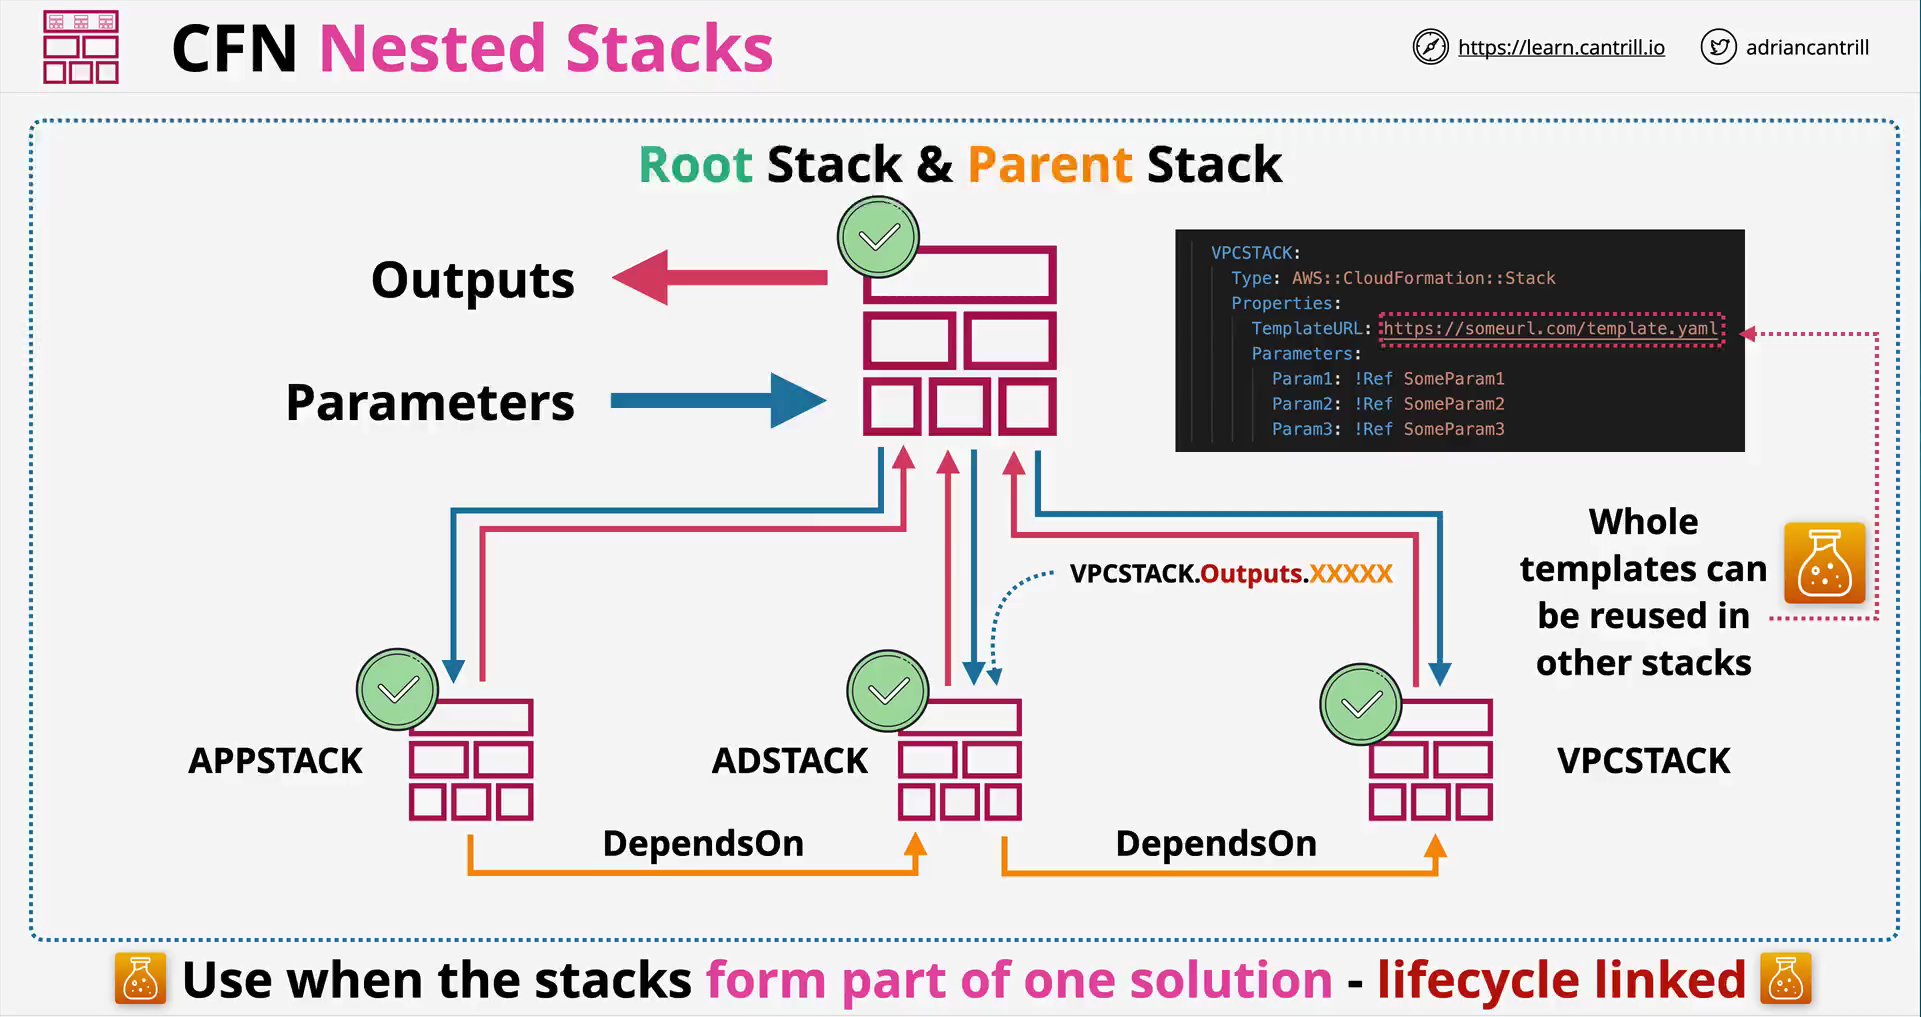 CFN Nested Stacks
https://learn.cantrill.io
adriancantrill
Root Stack & Parent Stack
Outputs
Parameters
VPCSTACK:
Type: AWS::CloudFormation::Stack
Properties:
TemplateURL: https://someurl.com/template.yaml
Parameters:
Param1: !Ref SomeParam1
Param2: !Ref SomeParam2
Param3: !Ref SomeParam3
Whole
templates can
be reused in
other stacks
VPCSTACK.Outputs.XXXXX
APPSTACK
ADSTACK
VPCSTACK
DependsOn
DependsOn
Use when the stacks form part of one solution - lifecycle linked